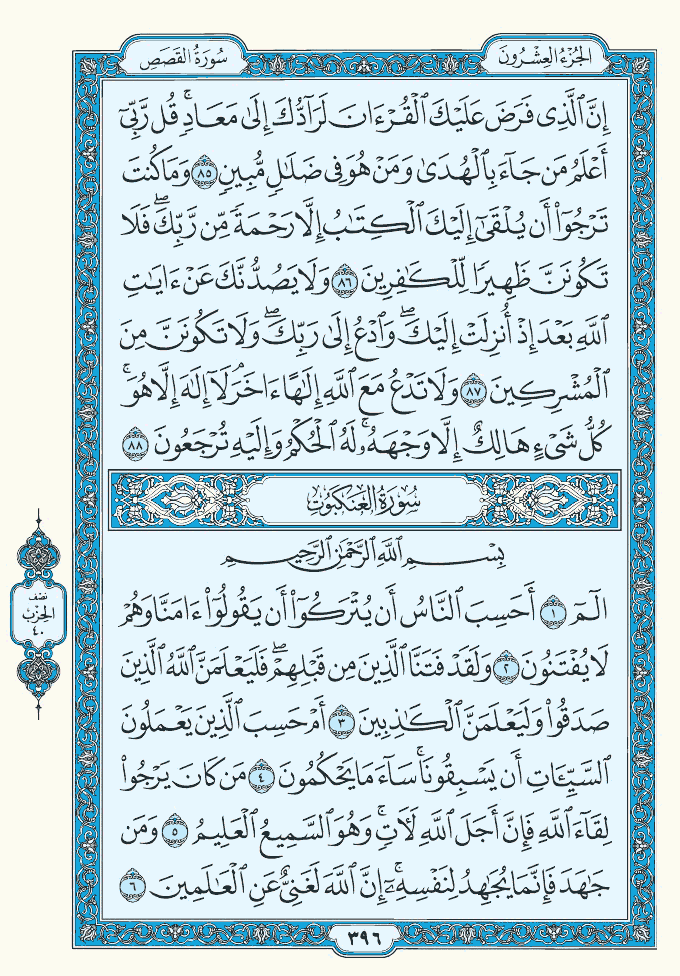 الجُزْءُ العِشْرُونَ
سُورَةُ القَصَصِ
إِنَّ ٱلَّذِى فَرَضَ عَلَيْكَ ٱلْقُرْءَانَ لَرَآدُّكَ إِلَىٰ مَعَادٍۚ قُل رَّبِّىٓ
أَعْلَمُ مَن جَآءَ بِٱلْهُدَىٰ وَمَنْ هُوَ فِى ضَلَـٰلٍ مُّبِينٍ ٨٥ وَمَا كُنتَ
تَرْجُوٓا۟ أَن يُلْقَىٰٓ إِلَيْكَ ٱلْكِتَـٰبُ إِلَّا رَحْمَةً مِّن رَّبِّكَۖ فَلَا
تَكُونَنَّ ظَهِيرًا لِّلْكَـٰفِرِينَ ٨٦ وَلَا يَصُدُّنَّكَ عَنْ ءَايَـٰتِ
ٱللَّهِ بَعْدَ إِذْ أُنزِلَتْ إِلَيْكَۖ وَٱدْعُ إِلَىٰ رَبِّكَۖ وَلَا تَكُونَنَّ مِنَ
ٱلْمُشْرِكِينَ ٨٧ وَلَا تَدْعُ مَعَ ٱللَّهِ إِلَـٰهًا ءَاخَرَۘ لَآ إِلَـٰهَ إِلَّا هُوَۚ
كُلُّ شَىْءٍ هَالِكٌ إِلَّا وَجْهَهُۥۚ لَهُ ٱلْحُكْمُ وَإِلَيْهِ تُرْجَعُونَ ٨٨
سُورَةُ العَنكَبُوتِ
بِسْمِ ٱللَّهِ ٱلرَّحْمَـٰنِ ٱلرَّحِيمِ
الٓمٓ ١ أَحَسِبَ ٱلنَّاسُ أَن يُتْرَكُوٓا۟ أَن يَقُولُوٓا۟ ءَامَنَّا وَهُمْ
لَا يُفْتَنُونَ ٢ وَلَقَدْ فَتَنَّا ٱلَّذِينَ مِن قَبْلِهِمْۖ فَلَيَعْلَمَنَّ ٱللَّهُ ٱلَّذِينَ
صَدَقُوا۟ وَلَيَعْلَمَنَّ ٱلْكَـٰذِبِينَ ٣ أَمْ حَسِبَ ٱلَّذِينَ يَعْمَلُونَ
ٱلسَّيِّـَٔاتِ أَن يَسْبِقُونَاۚ سَآءَ مَا يَحْكُمُونَ ٤ مَن كَانَ يَرْجُوا۟
لِقَآءَ ٱللَّهِ فَإِنَّ أَجَلَ ٱللَّهِ لَـَٔاتٍۚ وَهُوَ ٱلسَّمِيعُ ٱلْعَلِيمُ ٥ وَمَن
جَـٰهَدَ فَإِنَّمَا يُجَـٰهِدُ لِنَفْسِهِۦٓۚ إِنَّ ٱللَّهَ لَغَنِىٌّ عَنِ ٱلْعَـٰلَمِينَ ٦
نصف
الحِزْبِ
٤٠
٣٩٦